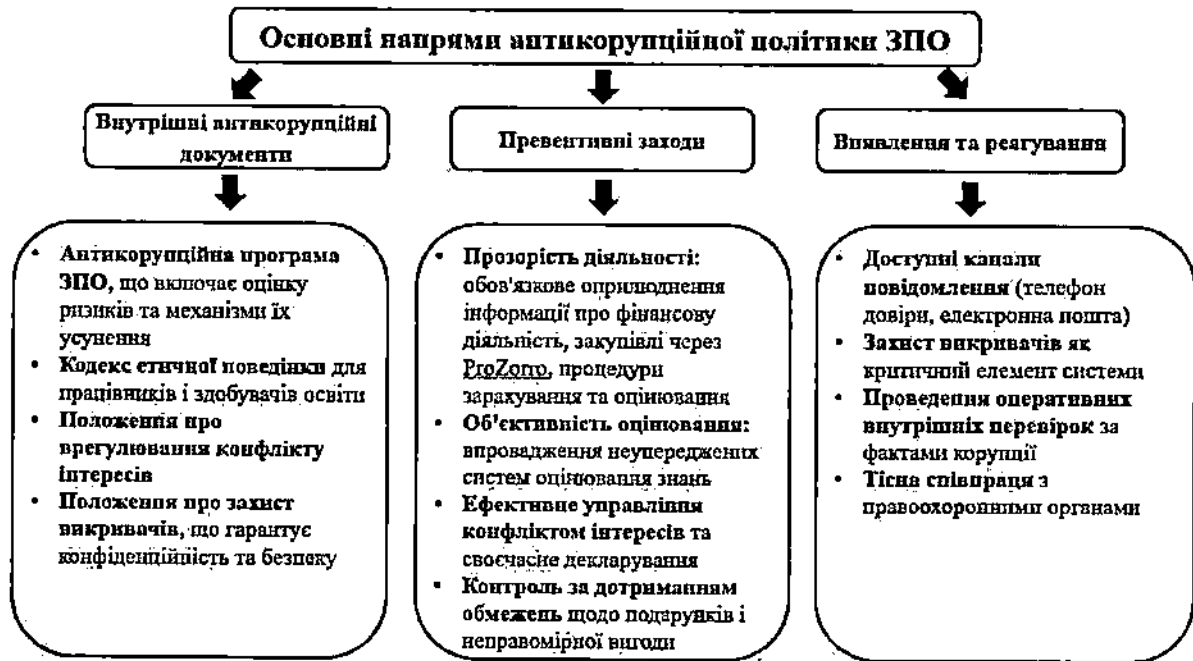 Основні напрями антикорупційної політики ЗПО
Внутрішні антикорупційні
документи
Превентивні заходи
Виявлення та реагування
• Антикорупційна програма
ЗПО, що включає оцінку
ризиків та механізми їх
усунення
• Кодекс етичної поведінки для
працівників і здобувачів освіти
• Положення про
врегулювання конфлікту
інтересів
• Положення про захист
викривачів, що гарантує
конфіденційність та безпеку
• Прозорість діяльності:
обов'язкове оприлюднення
інформації про фінансову
діяльність, закупівлі через
ProZorro, процедури
зарахування та оцінювання
• Об'єктивність оцінювання:
впровадження неупереджених
систем оцінювання знань
• Ефективне управління
конфліктом інтересів та
своєчасне декларування
• Контроль за дотриманням
обмежень щодо подарунків і
неправомірної вигоди
• Доступні канали
повідомлення (телефон
довіри, електронна пошта)
• Захист викривачів як
критичний елемент системи
• Проведення оперативних
внутрішніх перевірок за
фактами корупції
• Тісна співпраця з
правоохоронними органами